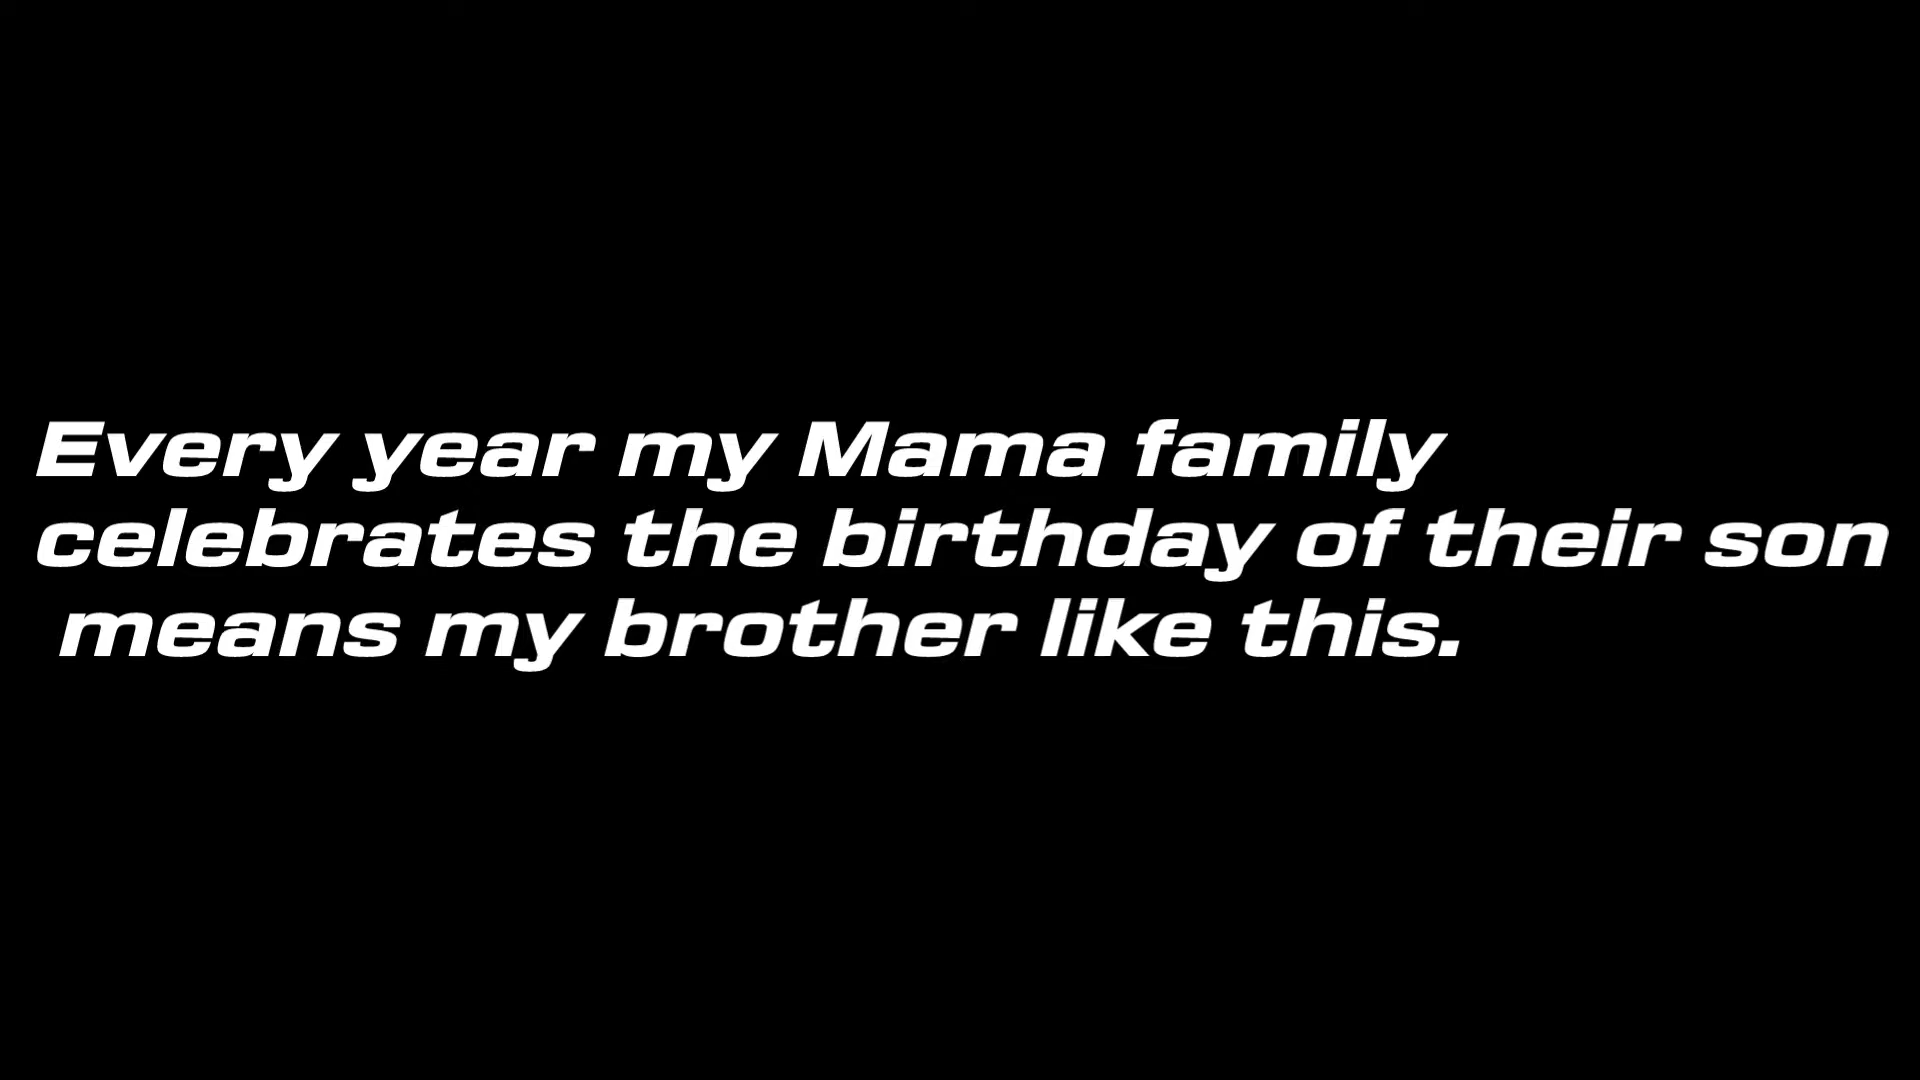 Every year my Mama family
celebrates the birthday of their son
means my brother like this.